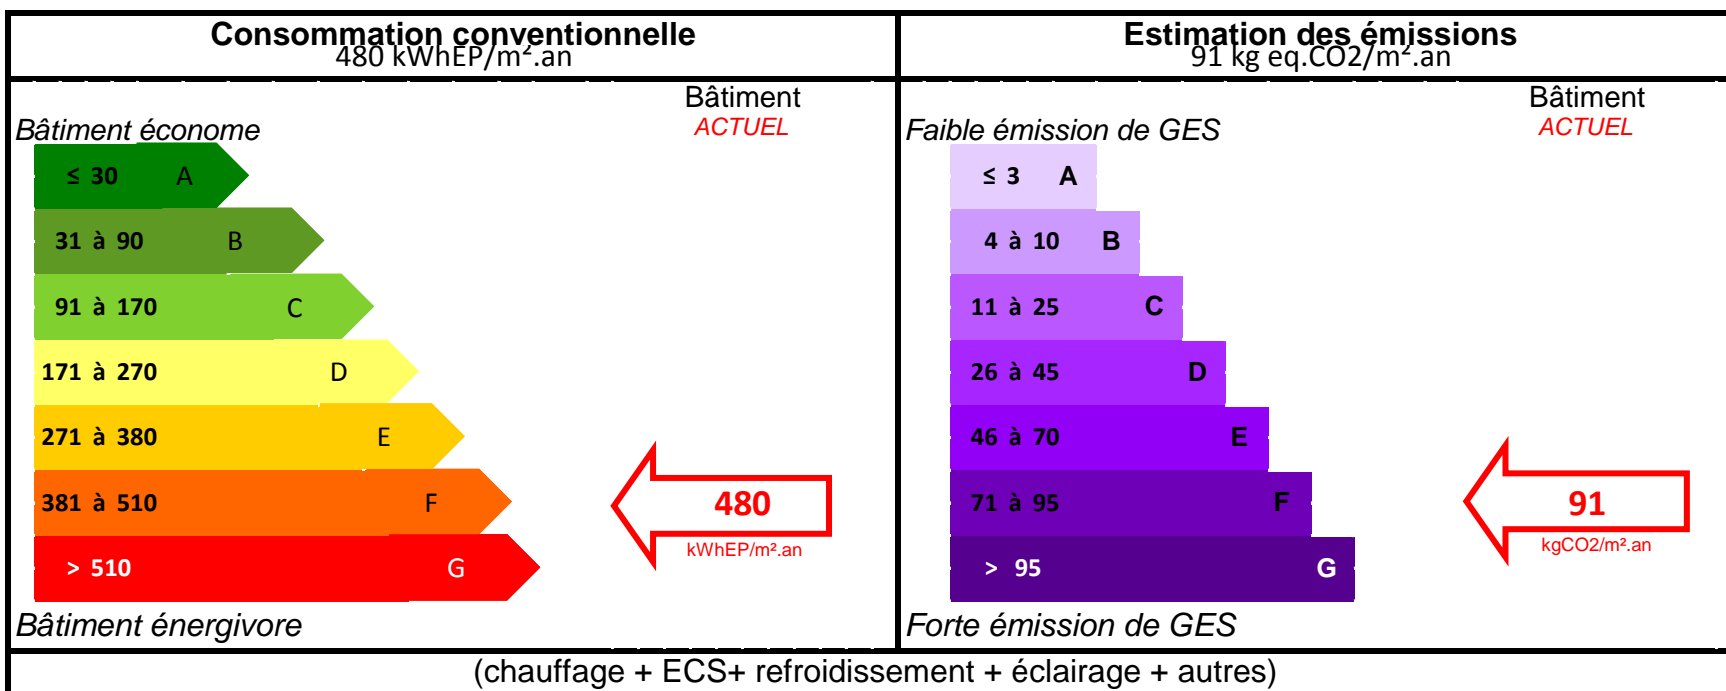 Consommation conventionnelle
480 kWhEP/m².an
Bâtiment
ACTUEL
Bâtiment économe
≤ 30 A
31 à 90 B
91 à 170 C
171 à 270 D
271 à 380 E
381 à 510 F
> 510 G
480
kWhEP/m².an
Bâtiment énergivore
Estimation des émissions
91 kg eq.CO2/m².an
Bâtiment
ACTUEL
Faible émission de GES
≤ 3 A
4 à 10 B
11 à 25 C
26 à 45 D
46 à 70 E
71 à 95 F
> 95 G
91
kgCO2/m².an
Forte émission de GES
(chauffage + ECS+ refroidissement + éclairage + autres)